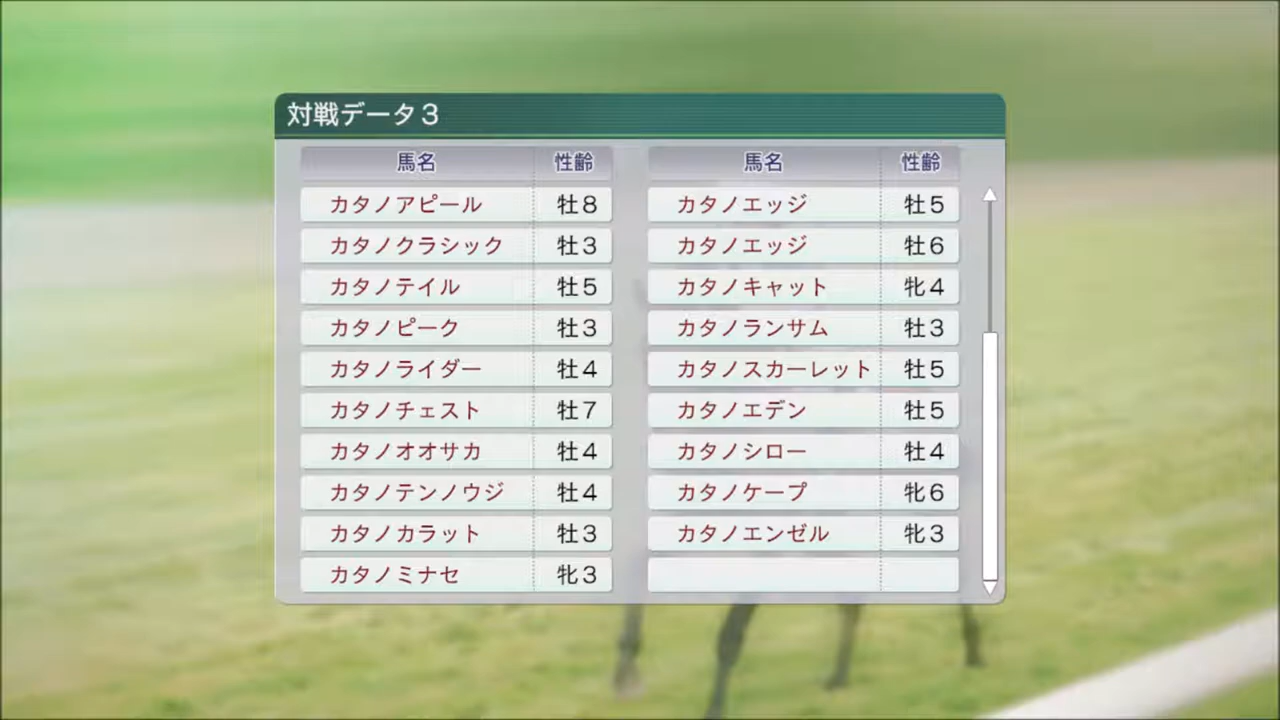 対戦データ3
馬名 性齢 馬名 性齢
カタノアピール 牡8 カタノエッジ 牡5
カタノクラシック 牡3 カタノエッジ 牡6
カタノテイル 牡5 カタノキャット 牝4
カタノピーク 牡3 カタノランサム 牡3
カタノライダー 牡4 カタノスカーレット 牡5
カタノチェスト 牡7 カタノエデン 牡5
カタノオオサカ 牡4 カタノシロー 牡4
カタノテンノウジ 牡4 カタノケープ 牝6
カタノカラット 牡3 カタノエンゼル 牝3
カタノミナセ 牝3